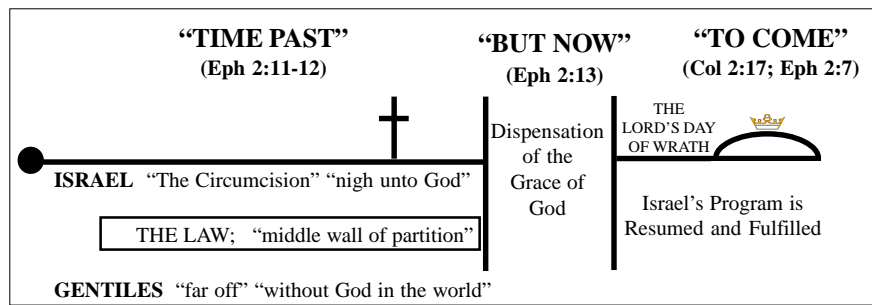 “TIME PAST”
(Eph 2:11-12)
“BUT NOW”
(Eph 2:13)
“TO COME”
(Col 2:17; Eph 2:7)
ISRAEL “The Circumcision” “nigh unto God”
THE LAW; “middle wall of partition”
GENTILES “far off” “without God in the world”
Dispensation
of the
Grace of
God
THE
LORD’S DAY
OF WRATH
Israel’s Program is
Resumed and Fulfilled